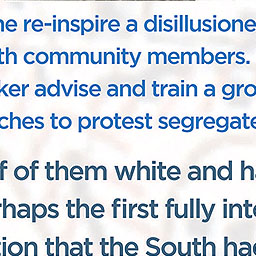 ne re-inspire a disillusione
th community members.
ker advise and train a gro
ches to protest segregate
f of them white and ha
haps the first fully inte
tion that the South had